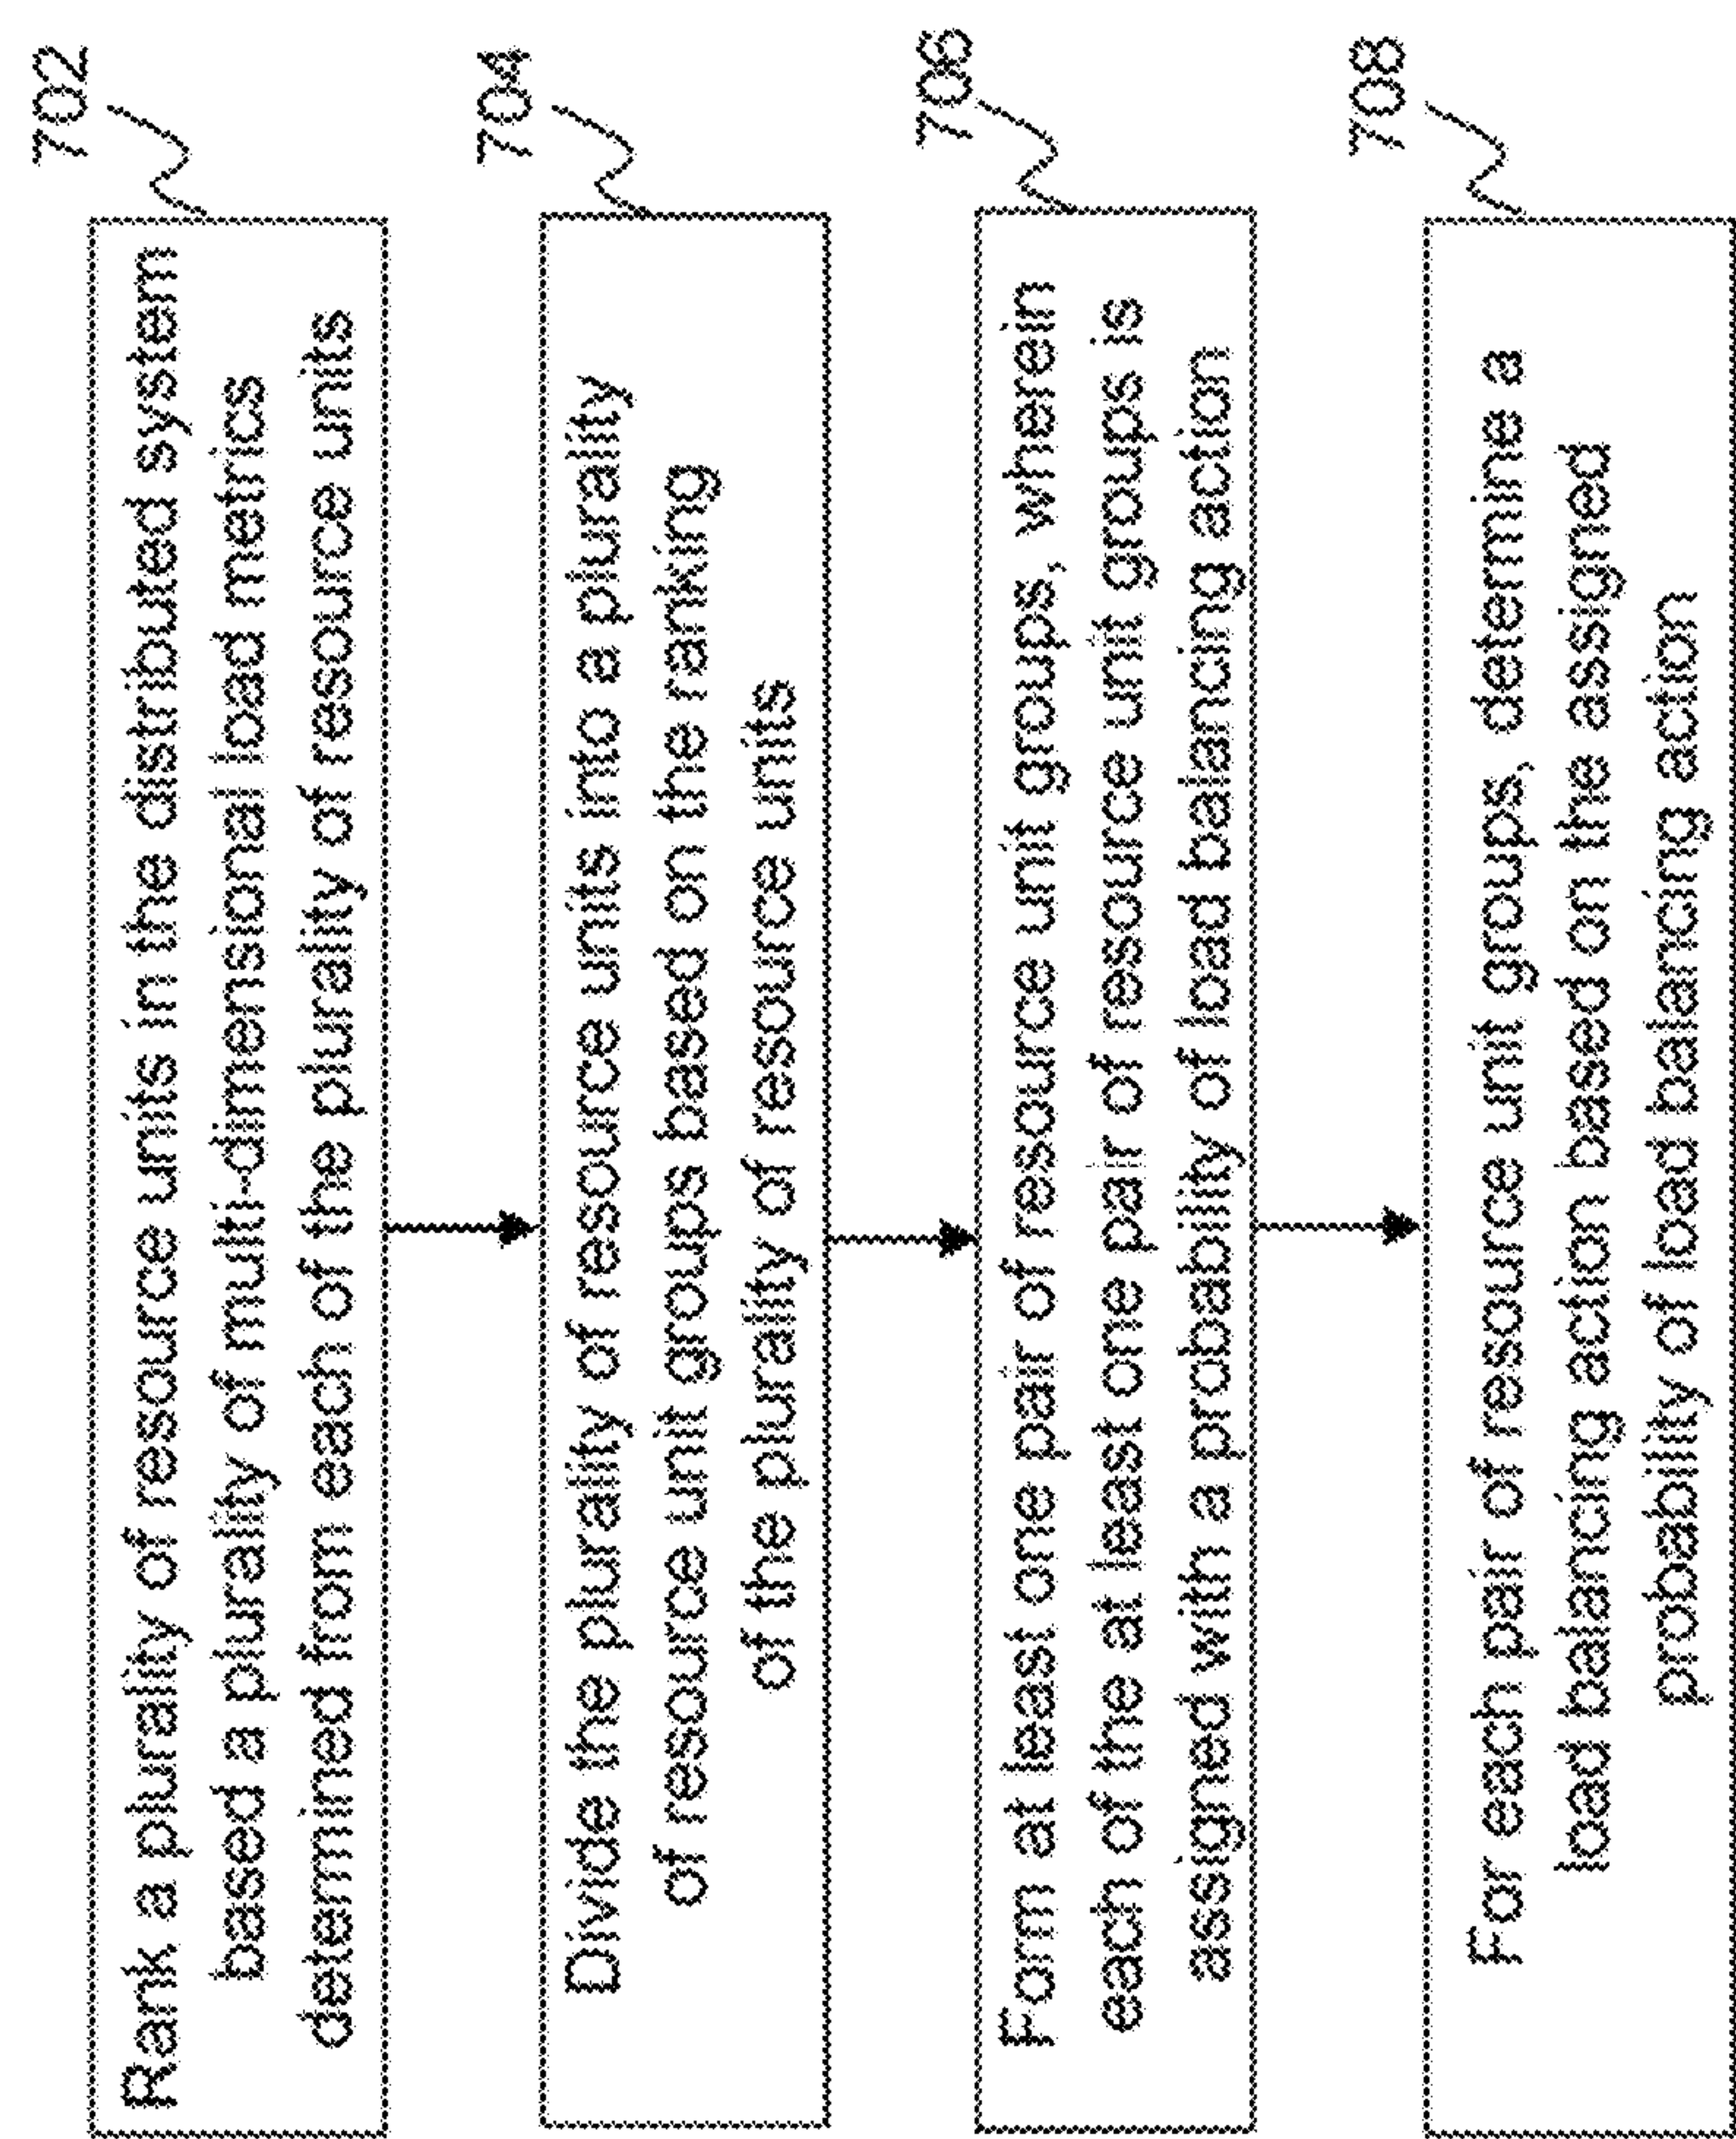 702
Rank a plurality of resource units in the distributed system
based a plurality of multi-dimensional load metrics
determined from each of the plurality of resource units
704
Divide the plurality of resource units into a plurality
of resource unit groups based on the ranking
of the plurality of resource units
706
Form at least one pair of resource unit groups, wherein
each of the at least one pair of resource unit groups is
assigned with a probability of load balancing action
708
For each pair of resource unit groups, determine a
load balancing action based on the assigned
probability of load balancing action